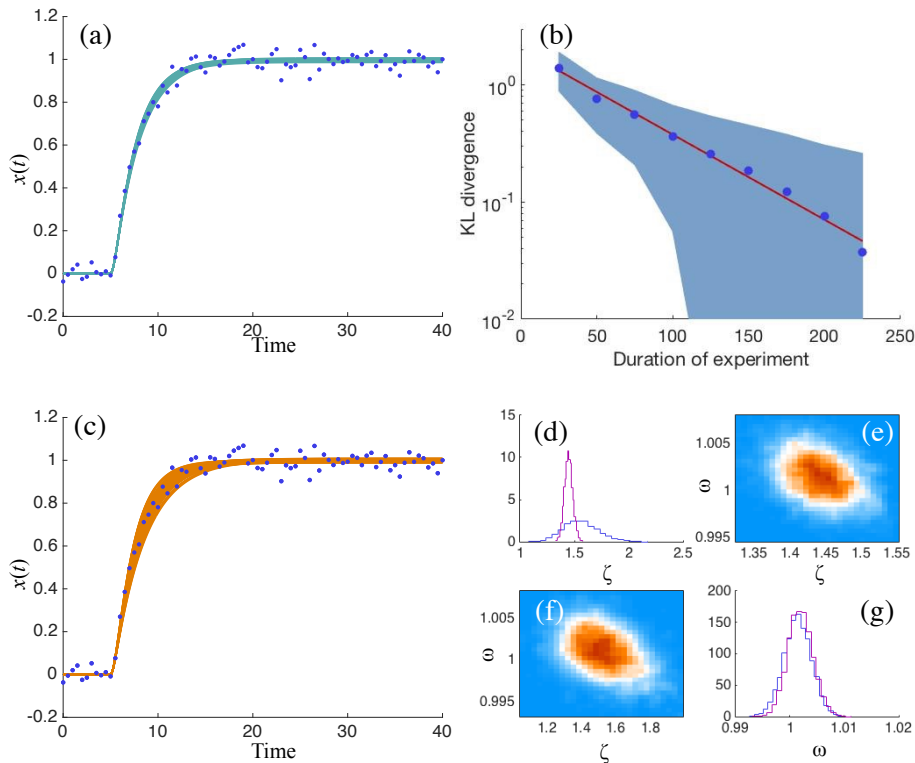 (a)
1.2
1
0.8
0.6
0.4
0.2
0
-0.2
x(t)
0 10 20 30 40
Time
(b)
10^0
10^-1
10^-2
KL divergence
0 50 100 150 200 250
Duration of experiment
(c)
1.2
1
0.8
0.6
0.4
0.2
0
-0.2
x(t)
0 10 20 30 40
Time
(d)
15
10
5
0
1 1.5 2 2.5
ζ
(e)
1.005
1
0.995
ω
1.35 1.4 1.45 1.5 1.55
ζ
(f)
1.005
1
0.995
ω
1.2 1.4 1.6 1.8
ζ
(g)
200
150
100
50
0
0.99 1 1.01 1.02
ω